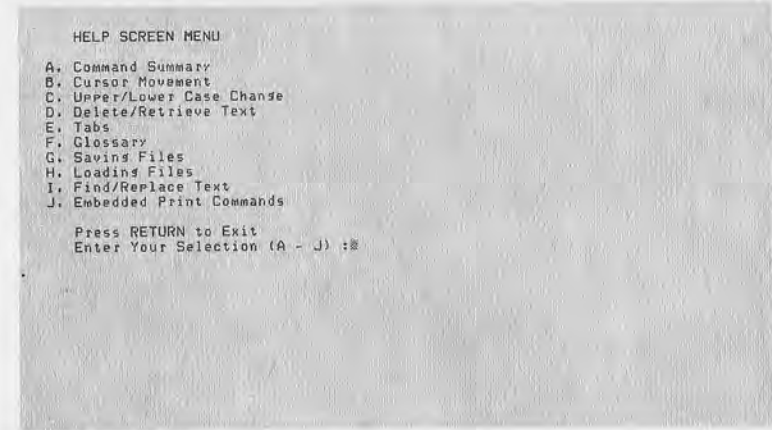 HELP SCREEN MENU
A. Command Summary
B. Cursor Movement
C. Upper/Lower Case Change
D. Delete/Retrieve Text
E. Tabs
F. Glossary
G. Saving Files
H. Loading Files
I. Find/Replace Text
J. Embedded Print Commands
Press RETURN to Exit
Enter Your Selection (A - J) :